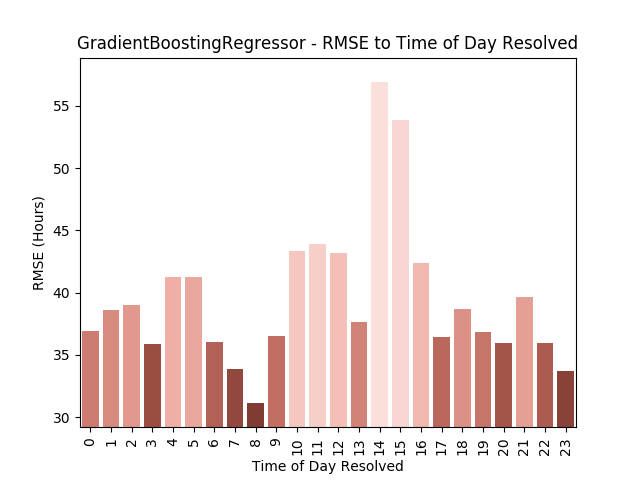 GradientBoostingRegressor - RMSE to Time of Day Resolved
55
50
45
40
35
30
RMSE (Hours)
0 1 2 3 4 5 6 7 8 9 10 11 12 13 14 15 16 17 18 19 20 21 22 23
Time of Day Resolved